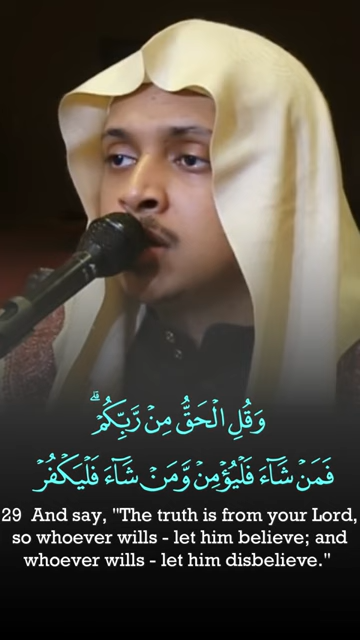 وَقُلِ الْحَقُّ مِنْ رَّبِّكُمْ ۗ
فَمَنْ شَآءَ فَلْيُؤْمِنْ وَّمَنْ شَآءَ فَلْيَكْفُرْ
29 And say, "The truth is from your Lord,
so whoever wills - let him believe; and
whoever wills - let him disbelieve."